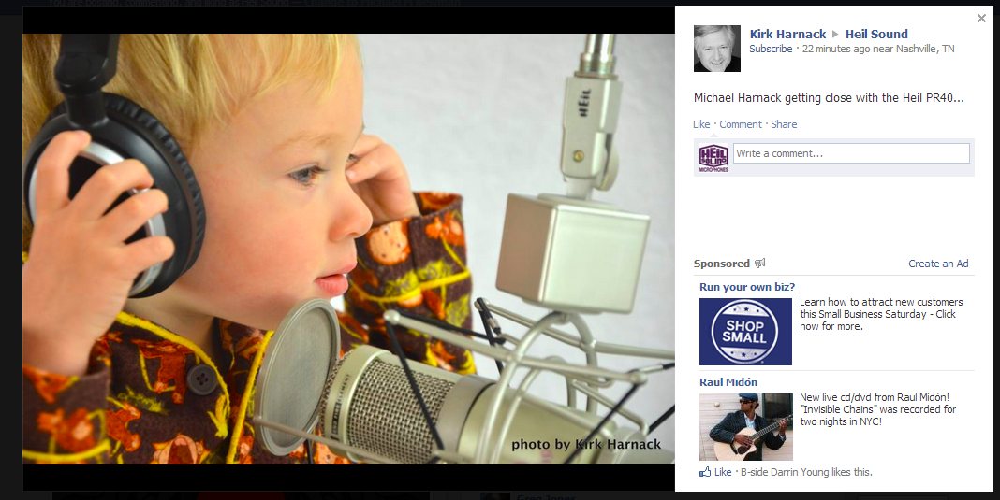 Kirk Harnack ▶ Heil Sound
Subscribe · 22 minutes ago near Nashville, TN
Michael Harnack getting close with the Heil PR40...
Like · Comment · Share
HEIL
SOUND
MICROPHONES
Write a comment...
HEIL
photo by Kirk Harnack
Sponsored
Create an Ad
Run your own biz?
SHOP
SMALL
Learn how to attract new customers
this Small Business Saturday - Click
now for more.
Raul Midón
New live cd/dvd from Raul Midón!
"Invisible Chains" was recorded for
two nights in NYC!
Like · B-side Darrin Young likes this.